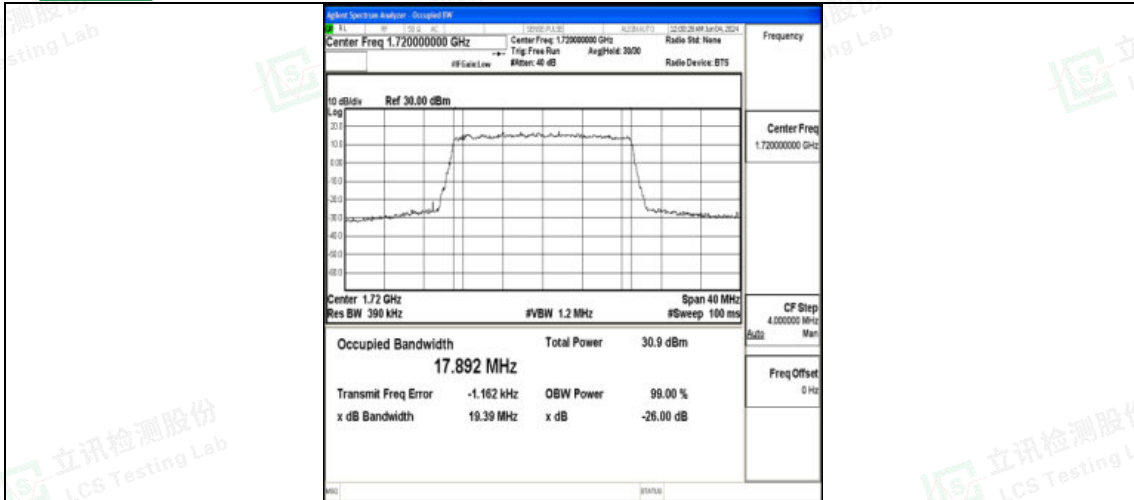 Agilent Spectrum Analyzer - Occupied BW
Center Freq 1.720000000 GHz
#IFGain:Low
Center Freq: 1.720000000 GHz
Trig: Free Run
Avg|Hold: 30/30
#Atten: 40 dB
Radio Std: None
Radio Device: BTS
Frequency
10 dB/div
Ref 30.00 dBm
Log
20.0
10.0
0.00
-10.0
-20.0
-30.0
-40.0
-50.0
-60.0
Center Freq
1.720000000 GHz
Center 1.72 GHz
Span 40 MHz
Res BW 390 kHz
#VBW 1.2 MHz
#Sweep 100 ms
CF Step
4.000000 MHz
Auto
Man
Occupied Bandwidth
Total Power
30.9 dBm
17.892 MHz
Freq Offset
0 Hz
Transmit Freq Error
-1.162 kHz
OBW Power
99.00 %
x dB Bandwidth
19.39 MHz
x dB
-26.00 dB
MSG
STATUS
立讯检测股份
LCS Testing Lab